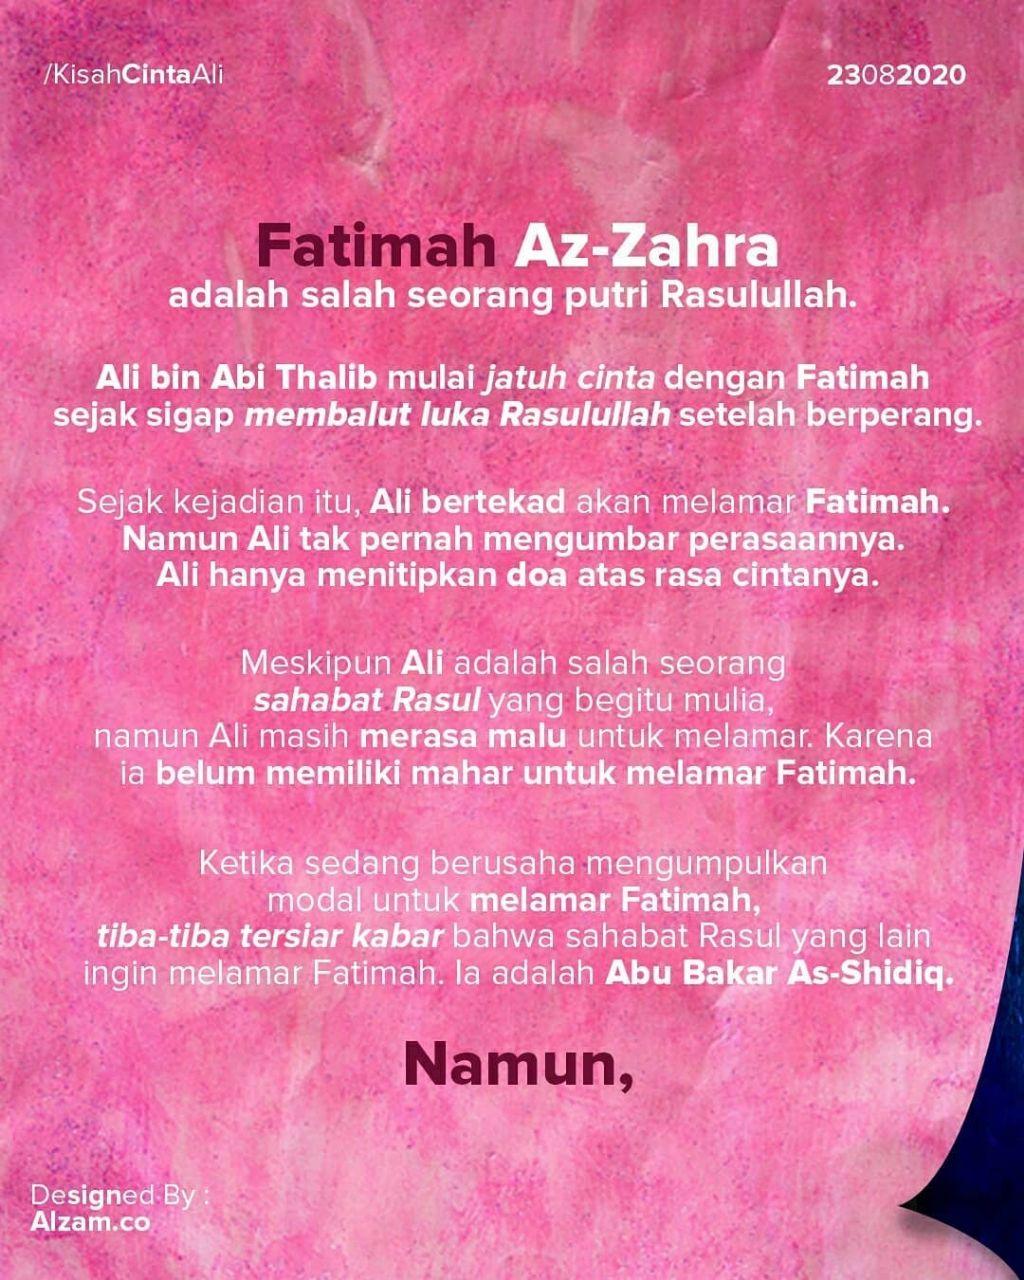 /KisahCintaAli
23082020
Fatimah Az-Zahra
adalah salah seorang putri Rasulullah.
Ali bin Abi Thalib mulai jatuh cinta dengan Fatimah
sejak sigap membalut luka Rasulullah setelah berperang.
Sejak kejadian itu, Ali bertekad akan melamar Fatimah.
Namun Ali tak pernah mengumbar perasaannya.
Ali hanya menitipkan doa atas rasa cintanya.
Meskipun Ali adalah salah seorang
sahabat Rasul yang begitu mulia,
namun Ali masih merasa malu untuk melamar. Karena
ia belum memiliki mahar untuk melamar Fatimah.
Ketika sedang berusaha mengumpulkan
modal untuk melamar Fatimah,
tiba-tiba tersiar kabar bahwa sahabat Rasul yang lain
ingin melamar Fatimah. Ia adalah Abu Bakar As-Shidiq.
Namun,
Designed By :
Alzam.co